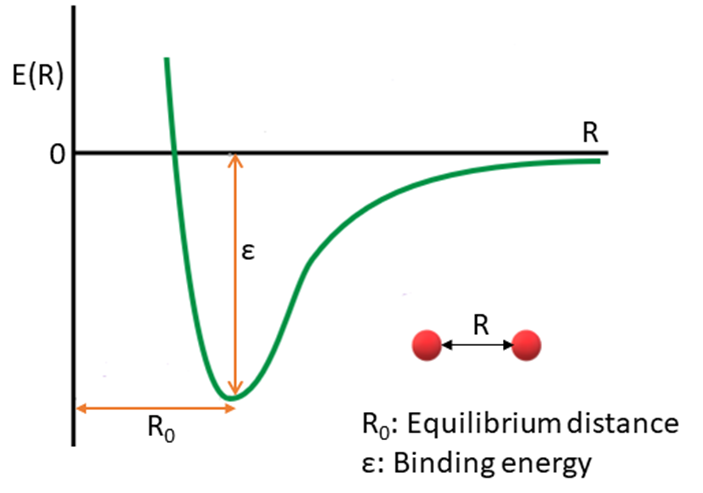 E(R)
R
0
ε
R
R₀
R₀: Equilibrium distance
ε: Binding energy